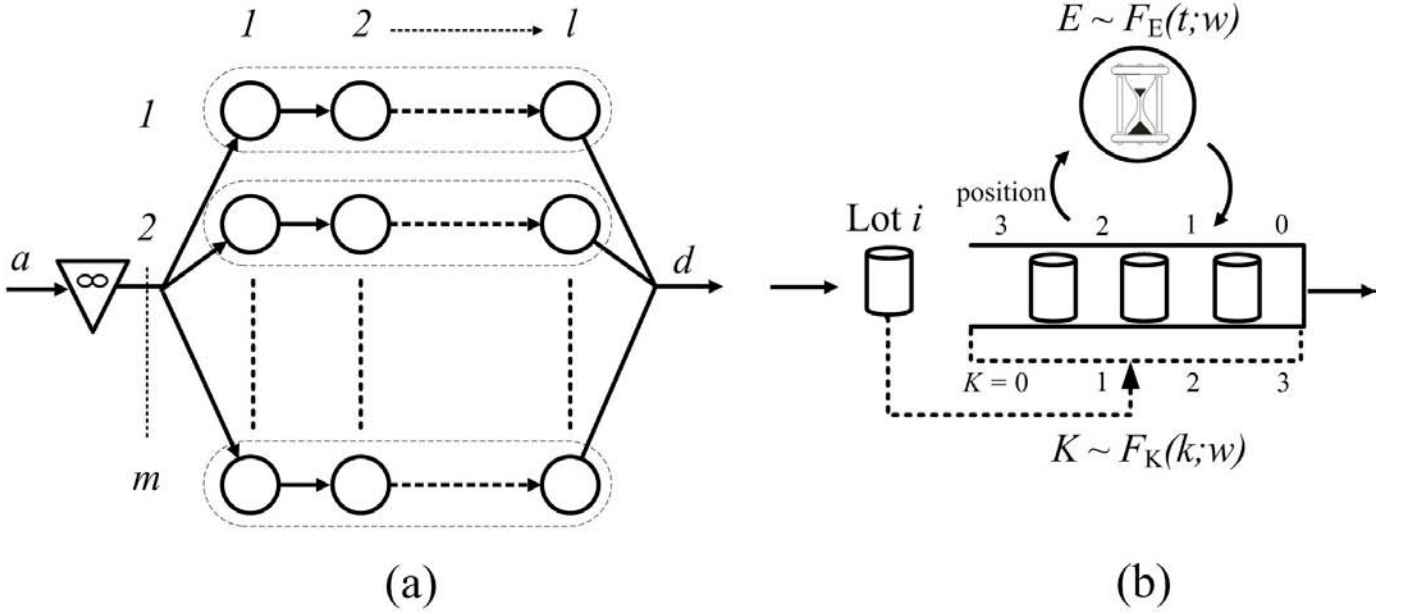 1 2 l
1
2
m
a
∞
d
(a)
E ~ F_E(t;w)
position
3 2 1 0
Lot i
K = 0 1 2 3
K ~ F_K(k;w)
(b)